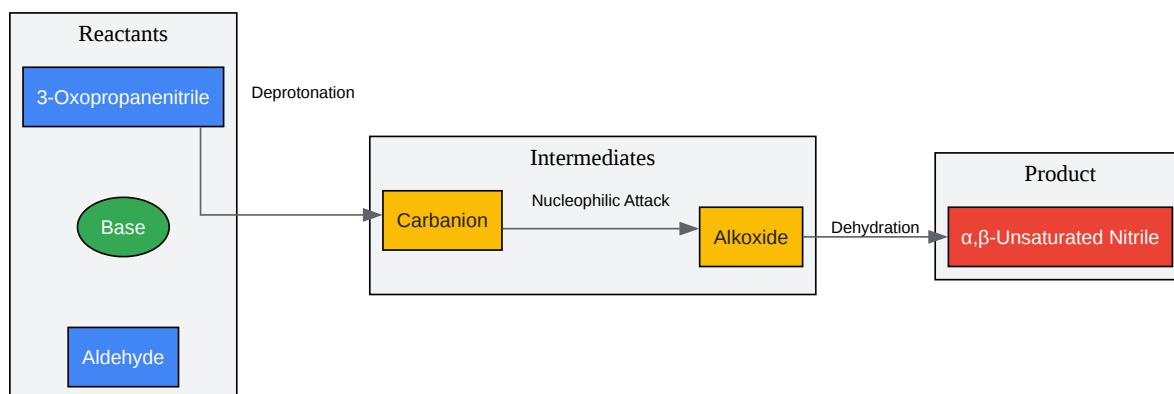 Reactants
3-Oxopropanenitrile
Base
Aldehyde
Deprotonation
Intermediates
Carbanion
Nucleophilic Attack
Alkoxide
Dehydration
Product
α,β-Unsaturated Nitrile